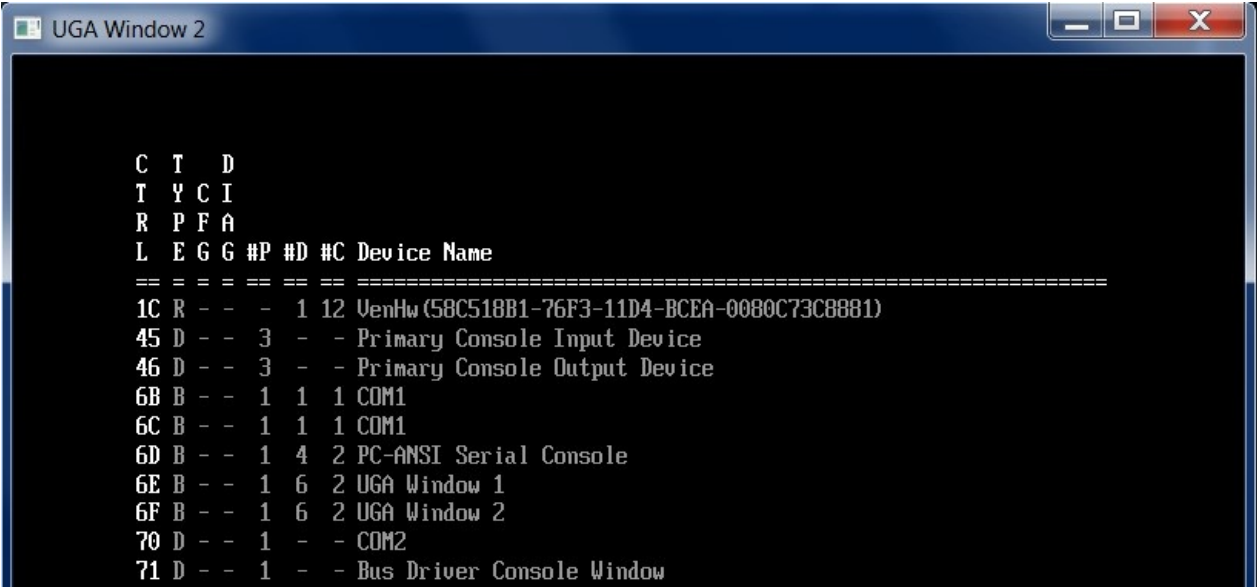 UGA Window 2
C T D
T Y C I
R P F A
L E G G #P #D #C Device Name
== = = = == == == =============================================================
1C R - - - 1 12 VenHw(58C518B1-76F3-11D4-BCEA-0080C73C8881)
45 D - - 3 - - Primary Console Input Device
46 D - - 3 - - Primary Console Output Device
6B B - - 1 1 1 COM1
6C B - - 1 1 1 COM1
6D B - - 1 4 2 PC-ANSI Serial Console
6E B - - 1 6 2 UGA Window 1
6F B - - 1 6 2 UGA Window 2
70 D - - 1 - - COM2
71 D - - 1 - - Bus Driver Console Window